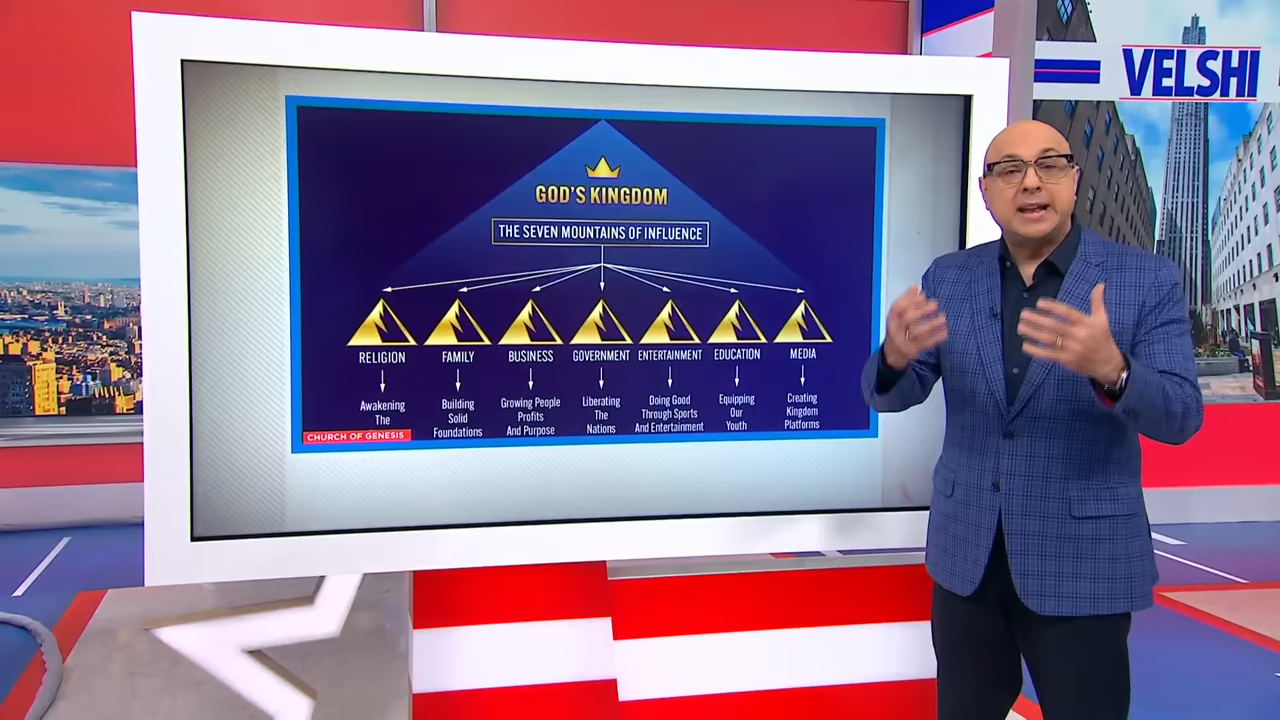 VELSHI
GOD'S KINGDOM
THE SEVEN MOUNTAINS OF INFLUENCE
RELIGION
FAMILY
BUSINESS
GOVERNMENT
ENTERTAINMENT
EDUCATION
MEDIA
Awakening
The
Building
Solid
Foundations
Growing People
Profits
And Purpose
Liberating
The
Nations
Doing Good
Through Sports
And Entertainment
Equipping
Our
Youth
Creating
Kingdom
Platforms
CHURCH OF GENESIS